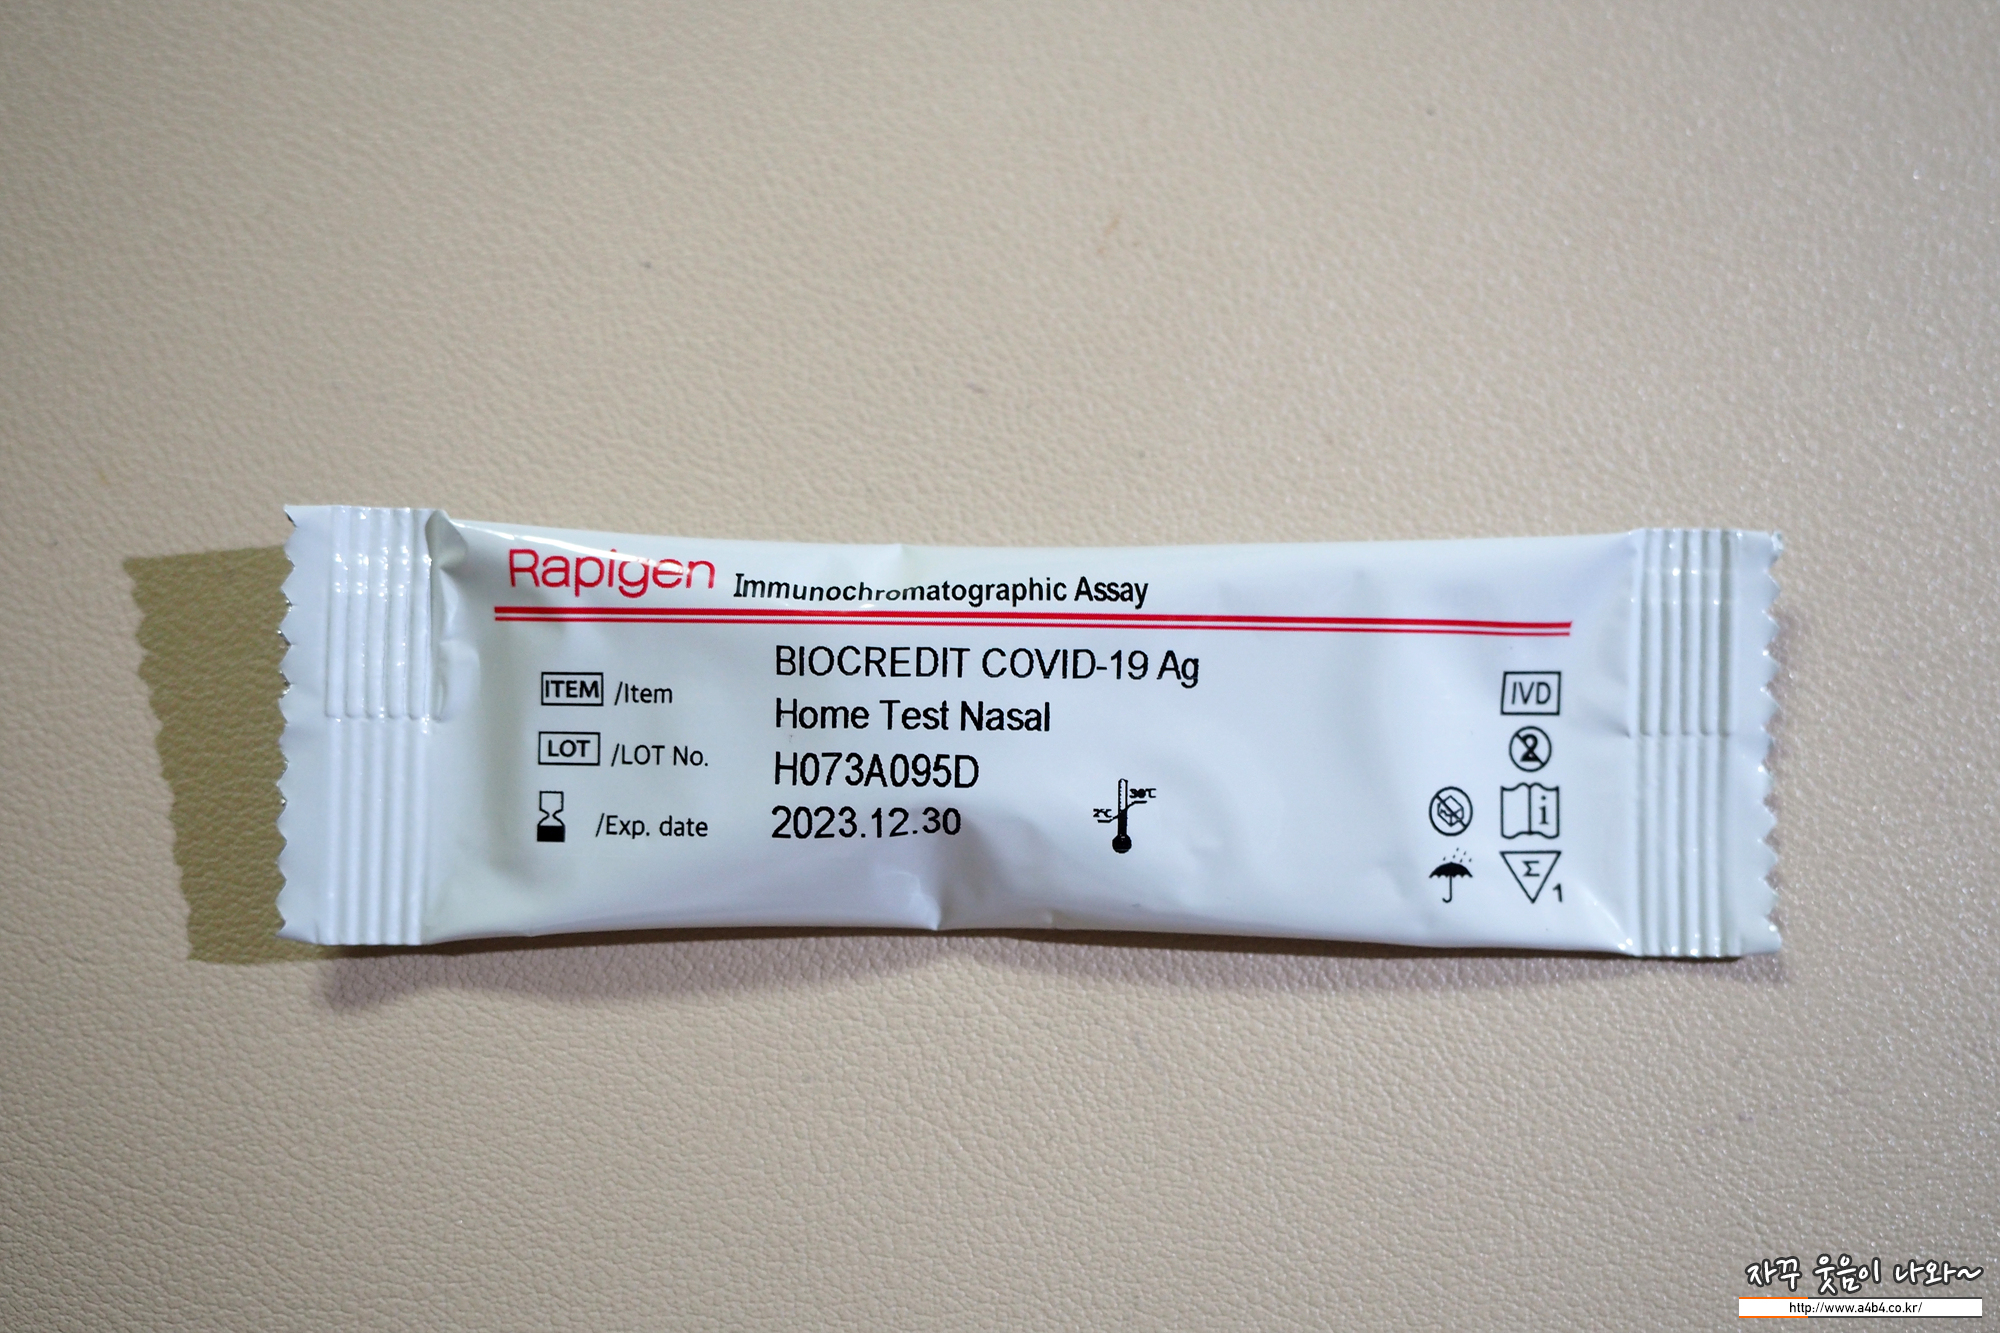 Rapigen Immunochromatographic Assay
ITEM /Item BIOCREDIT COVID-19 Ag
Home Test Nasal
LOT /LOT No. H073A095D
/Exp. date 2023.12.30
2°C 30°C
IVD
2
i
Σ 1
자꾸 웃음이 나와~
http://www.a4b4.co.kr/